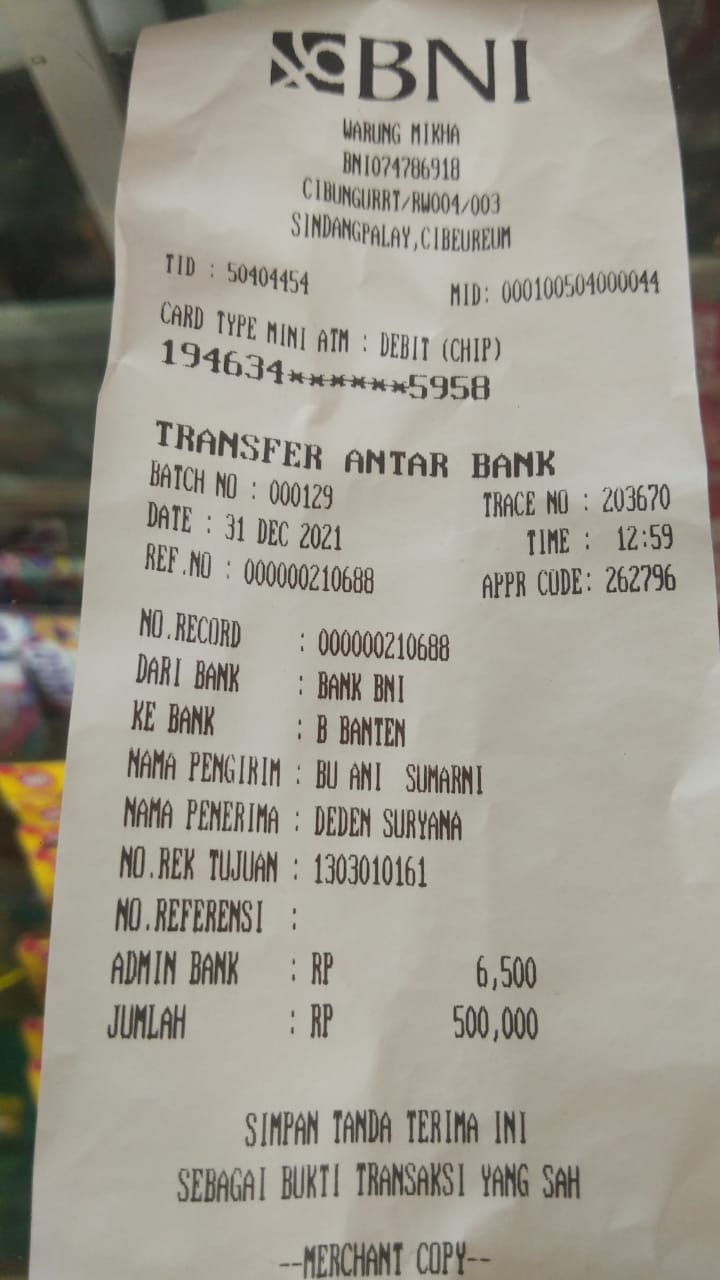 BNI
WARUNG MIKHA
BNI074786918
CIBUNGURRT/RW004/003
SINDANGPALAY,CIBEUREUM
TID : 50404454 MID: 000100504000044
CARD TYPE MINI ATM : DEBIT (CHIP)
194634******5958
TRANSFER ANTAR BANK
BATCH NO : 000129 TRACE NO : 203670
DATE : 31 DEC 2021 TIME : 12:59
REF.NO : 000000210688 APPR CODE: 262796
NO.RECORD : 000000210688
DARI BANK : BANK BNI
KE BANK : B BANTEN
NAMA PENGIRIM : BU ANI SUMARNI
NAMA PENERIMA : DEDEN SURYANA
NO.REK TUJUAN : 1303010161
NO.REFERENSI :
ADMIN BANK : RP 6,500
JUMLAH : RP 500,000
SIMPAN TANDA TERIMA INI
SEBAGAI BUKTI TRANSAKSI YANG SAH
--MERCHANT COPY--